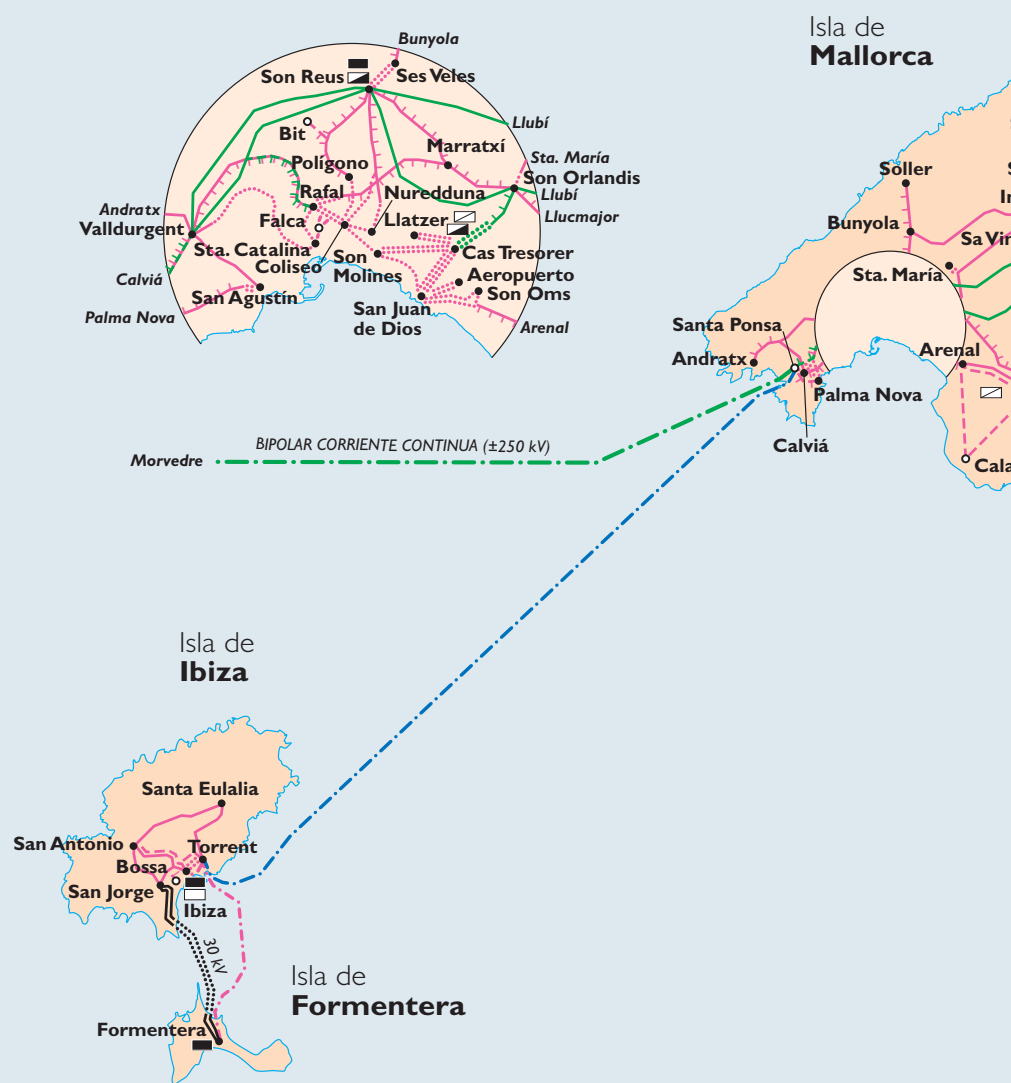 Isla de
Mallorca
Bunyola
Son Reus
Ses Veles
Bit
Llubí
Marratxí
Polígono
Sta. María
Son Orlandis
Rafal
Nuredduna
Llubí
Andratx
Falca
Llatzer
Llucmajor
Valldurgent
Sta. Catalina
Cas Tresorer
Coliseo
Son
Molines
Calviá
Aeropuerto
San Agustín
Son Oms
Palma Nova
San Juan
de Dios
Arenal
Sóller
S
In
Bunyola
Sa Vin
Sta. María
Santa Ponsa
Andratx
Arenal
Palma Nova
Calviá
Cala
BIPOLAR CORRIENTE CONTINUA (±250 kV)
Morvedre
Isla de
Ibiza
Santa Eulalia
San Antonio
Torrent
Bossa
San Jorge
Ibiza
30 kV
Isla de
Formentera
Formentera